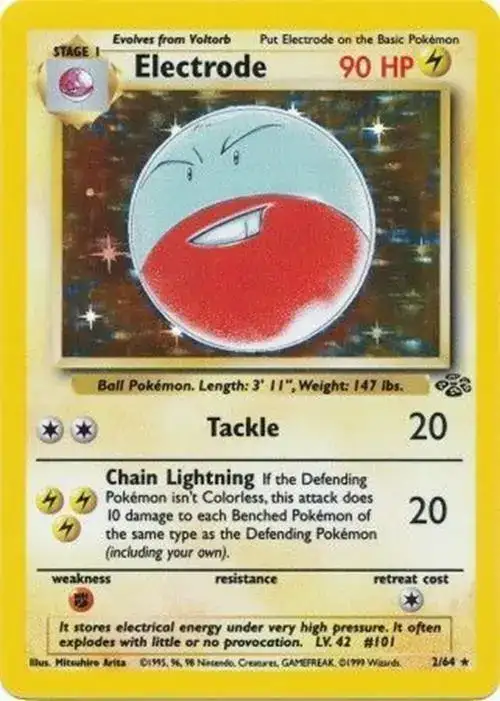 Evolves from Voltorb Put Electrode on the Basic Pokémon
STAGE 1
Electrode 90 HP
Ball Pokémon. Length: 3' 11", Weight: 147 lbs.
Tackle 20
Chain Lightning If the Defending
Pokémon isn't Colorless, this attack does
10 damage to each Benched Pokémon of
the same type as the Defending Pokémon
(including your own).
20
weakness resistance retreat cost
It stores electrical energy under very high pressure. It often
explodes with little or no provocation. LV. 42 #101
Illus. Mitsuhiro Arita ©1995, 96, 98 Nintendo, Creatures, GAMEFREAK. ©1999 Wizards. 2/64 ★